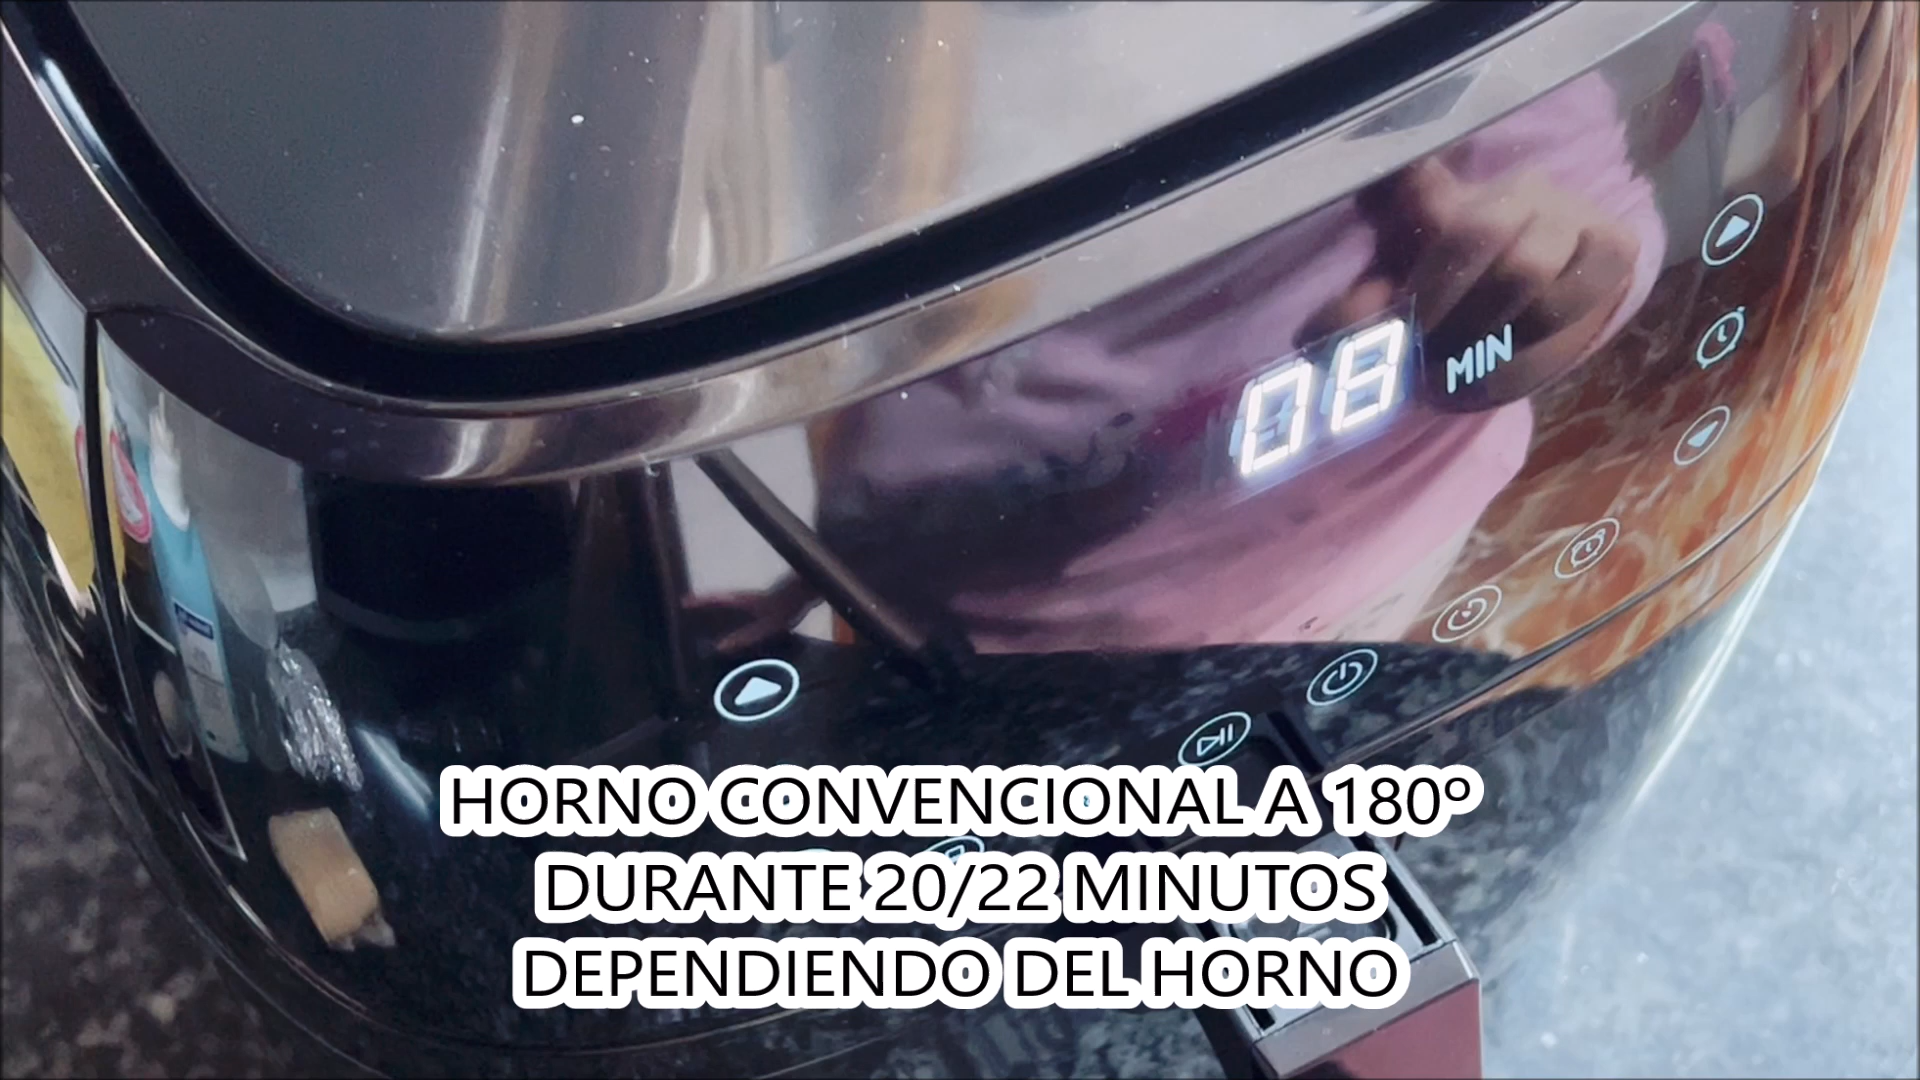 08 MIN
HORNO CONVENCIONAL A 180º
DURANTE 20/22 MINUTOS
DEPENDIENDO DEL HORNO